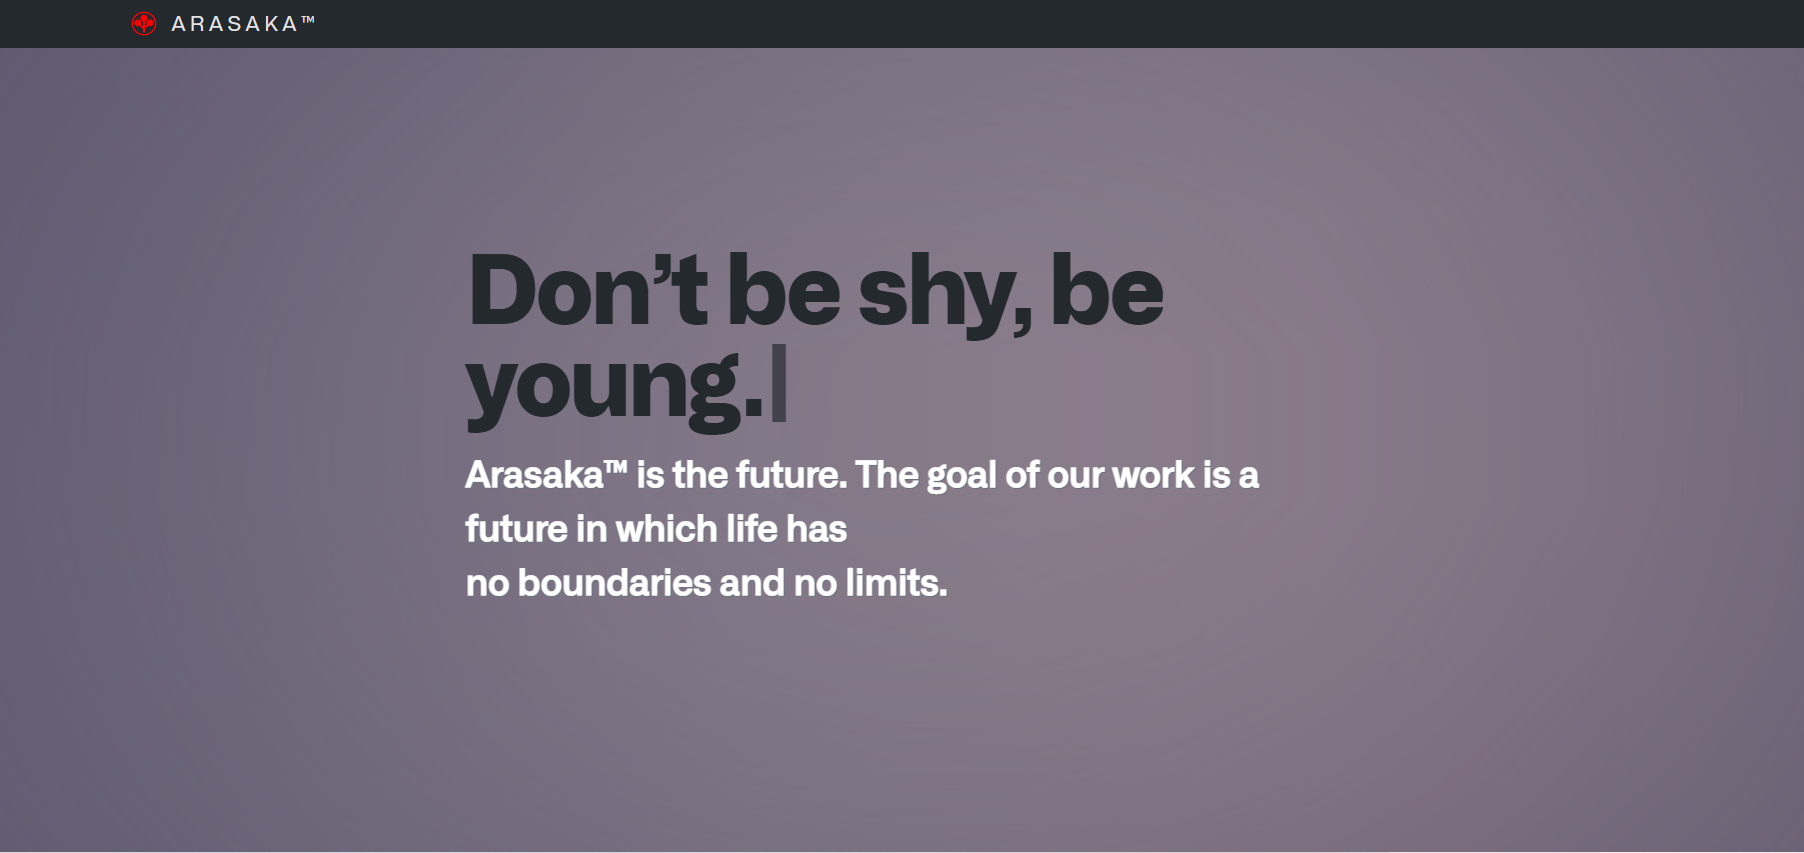 ARASAKA™
Don’t be shy, be
young.|
Arasaka™ is the future. The goal of our work is a
future in which life has
no boundaries and no limits.